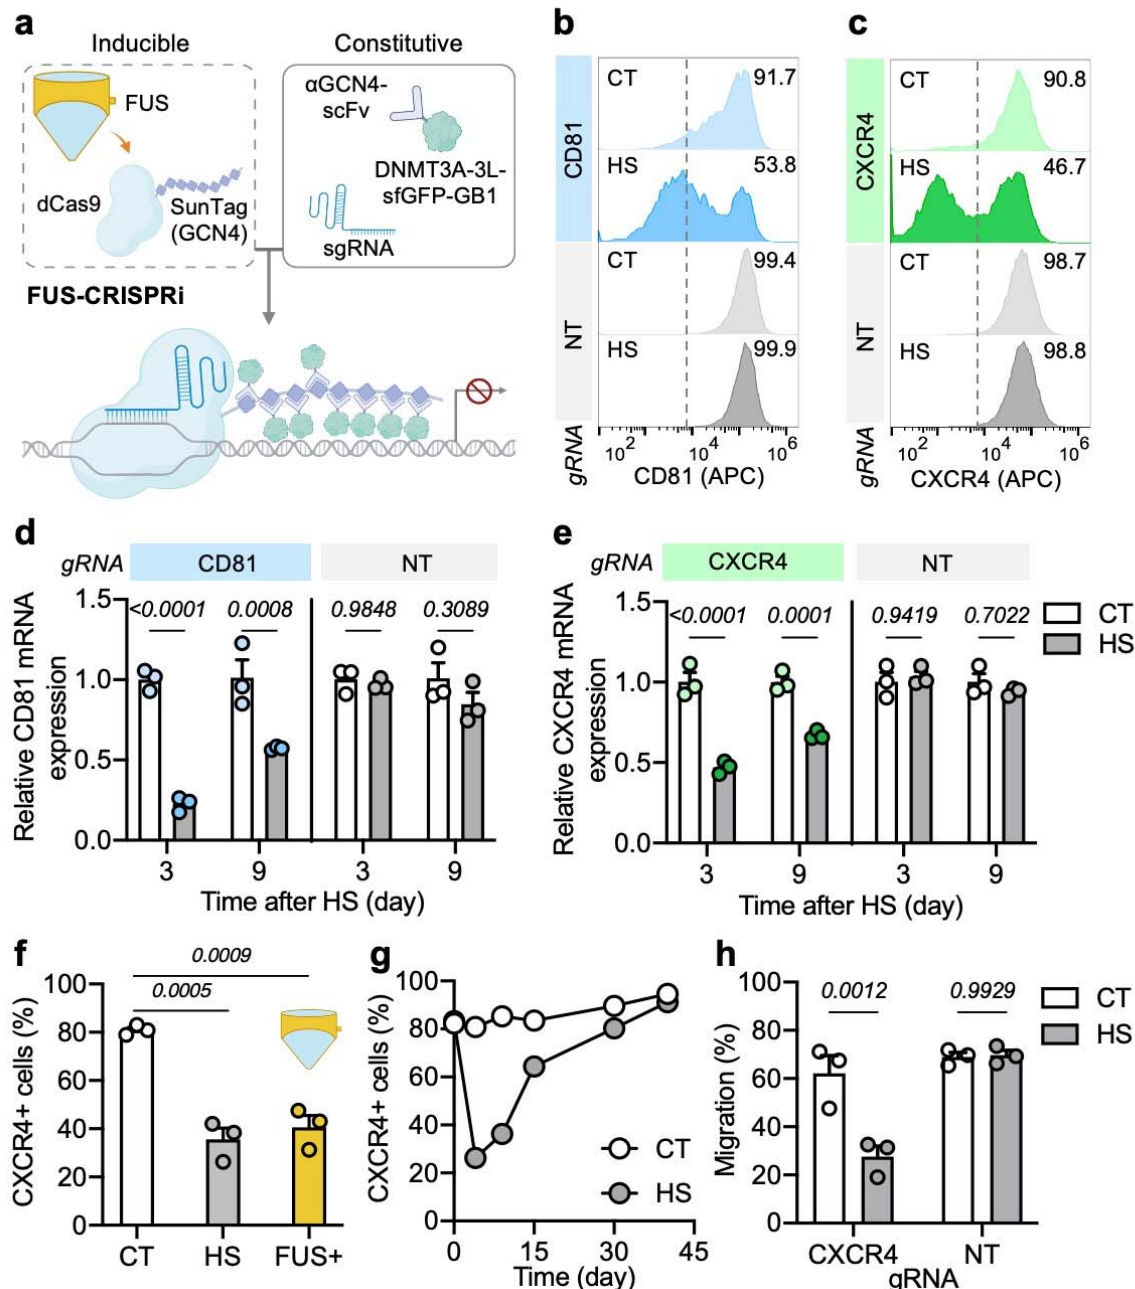 a
Inducible
Constitutive
FUS
dCas9
SunTag
(GCN4)
αGCN4-
scFv
DNMT3A-3L-
sfGFP-GB1
sgRNA
FUS-CRISPRi
b
CD81
CT
91.7
HS
53.8
NT
CT
99.4
HS
99.9
gRNA
10² 10⁴ 10⁶
CD81 (APC)
c
CXCR4
CT
90.8
HS
46.7
NT
CT
98.7
HS
98.8
gRNA
10² 10⁴ 10⁶
CXCR4 (APC)
d
gRNA
CD81
NT
<0.0001 0.0008 0.9848 0.3089
Relative CD81 mRNA
expression
1.5
1.0
0.5
0.0
3 9 3 9
Time after HS (day)
e
gRNA
CXCR4
NT
<0.0001 0.0001 0.9419 0.7022
CT
HS
Relative CXCR4 mRNA
expression
1.5
1.0
0.5
0.0
3 9 3 9
Time after HS (day)
f
0.0009
0.0005
CXCR4+ cells (%)
100
80
60
40
20
0
CT HS FUS+
g
CXCR4+ cells (%)
100
80
60
40
20
0
CT
HS
0 15 30 45
Time (day)
h
0.0012 0.9929
CT
HS
Migration (%)
100
80
60
40
20
0
CXCR4 NT
gRNA